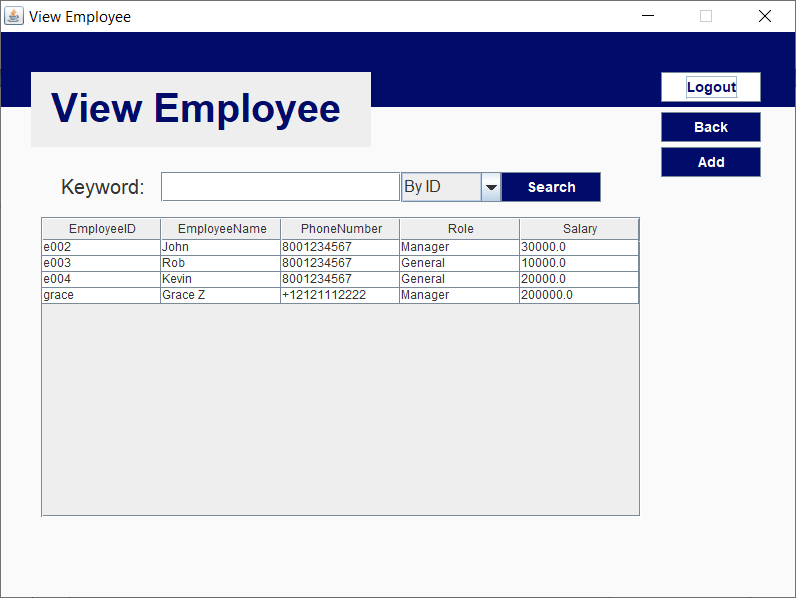 View Employee
View Employee
Logout
Back
Add
Keyword: By ID Search
EmployeeID EmployeeName PhoneNumber Role Salary
e002 John 8001234567 Manager 30000.0
e003 Rob 8001234567 General 10000.0
e004 Kevin 8001234567 General 20000.0
grace Grace Z +12121112222 Manager 200000.0